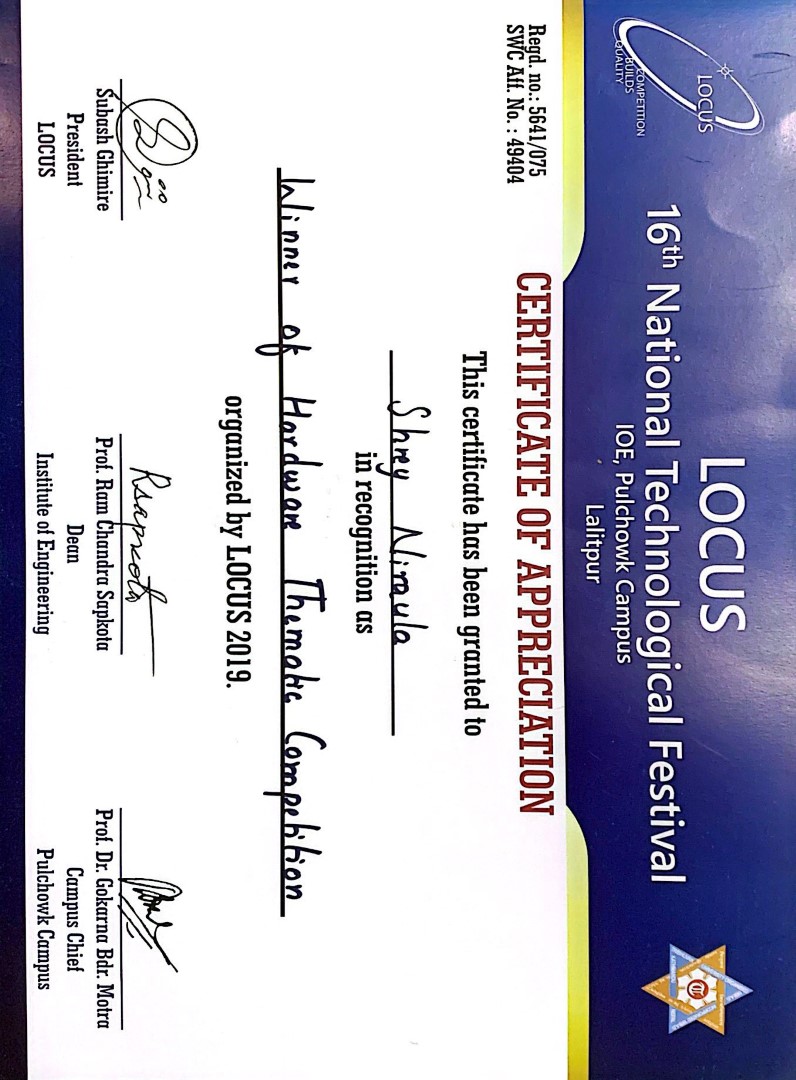 LOCUS
COMPETITION
BUILDS
QUALITY
LOCUS
16th National Technological Festival
IOE, Pulchowk Campus
Lalitpur
Regd. no.: 5641/075
SWC Aff. No. : 49404
CERTIFICATE OF APPRECIATION
This certificate has been granted to
Shrey Niraula
in recognition as
Winner of Hardware Thematic Competition
organized by LOCUS 2019.
Rsapkota
Subash Ghimire
President
LOCUS
Prof. Ram Chandra Sapkota
Dean
Institute of Engineering
Prof. Dr. Gokarna Bdr. Motra
Campus Chief
Pulchowk Campus